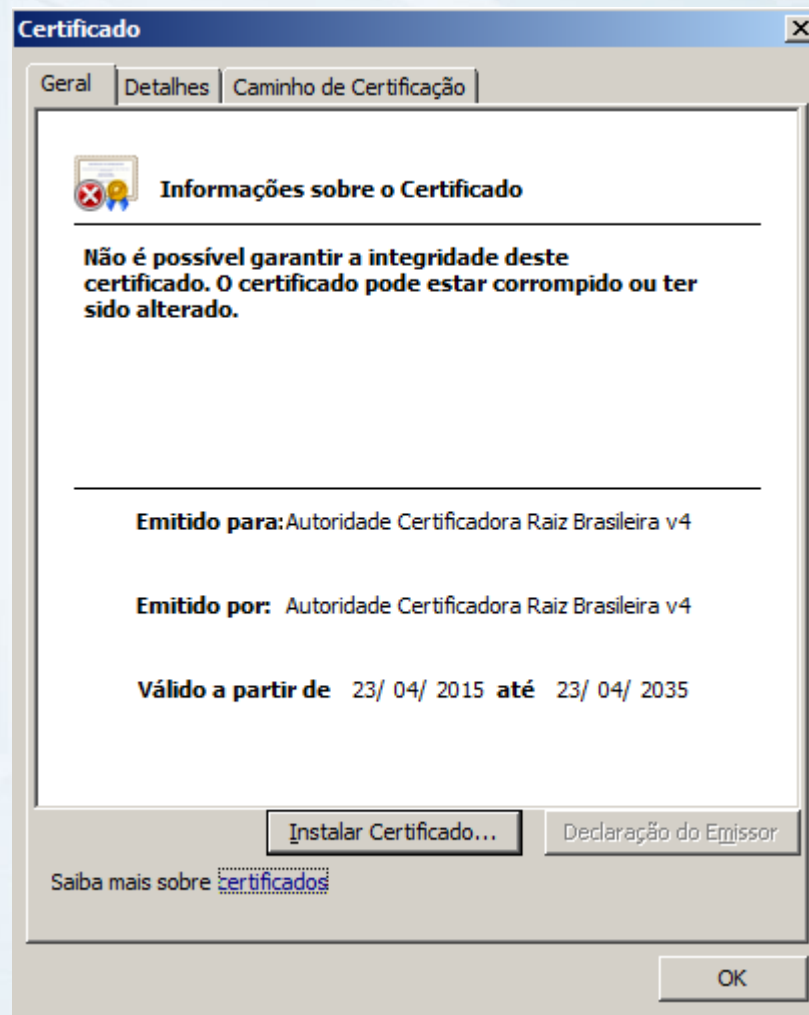 Certificado
Geral Detalhes Caminho de Certificação
Informações sobre o Certificado
Não é possível garantir a integridade deste
certificado. O certificado pode estar corrompido ou ter
sido alterado.
Emitido para: Autoridade Certificadora Raiz Brasileira v4
Emitido por: Autoridade Certificadora Raiz Brasileira v4
Válido a partir de 23/ 04/ 2015 até 23/ 04/ 2035
Instalar Certificado... Declaração do Emissor
Saiba mais sobre certificados
OK